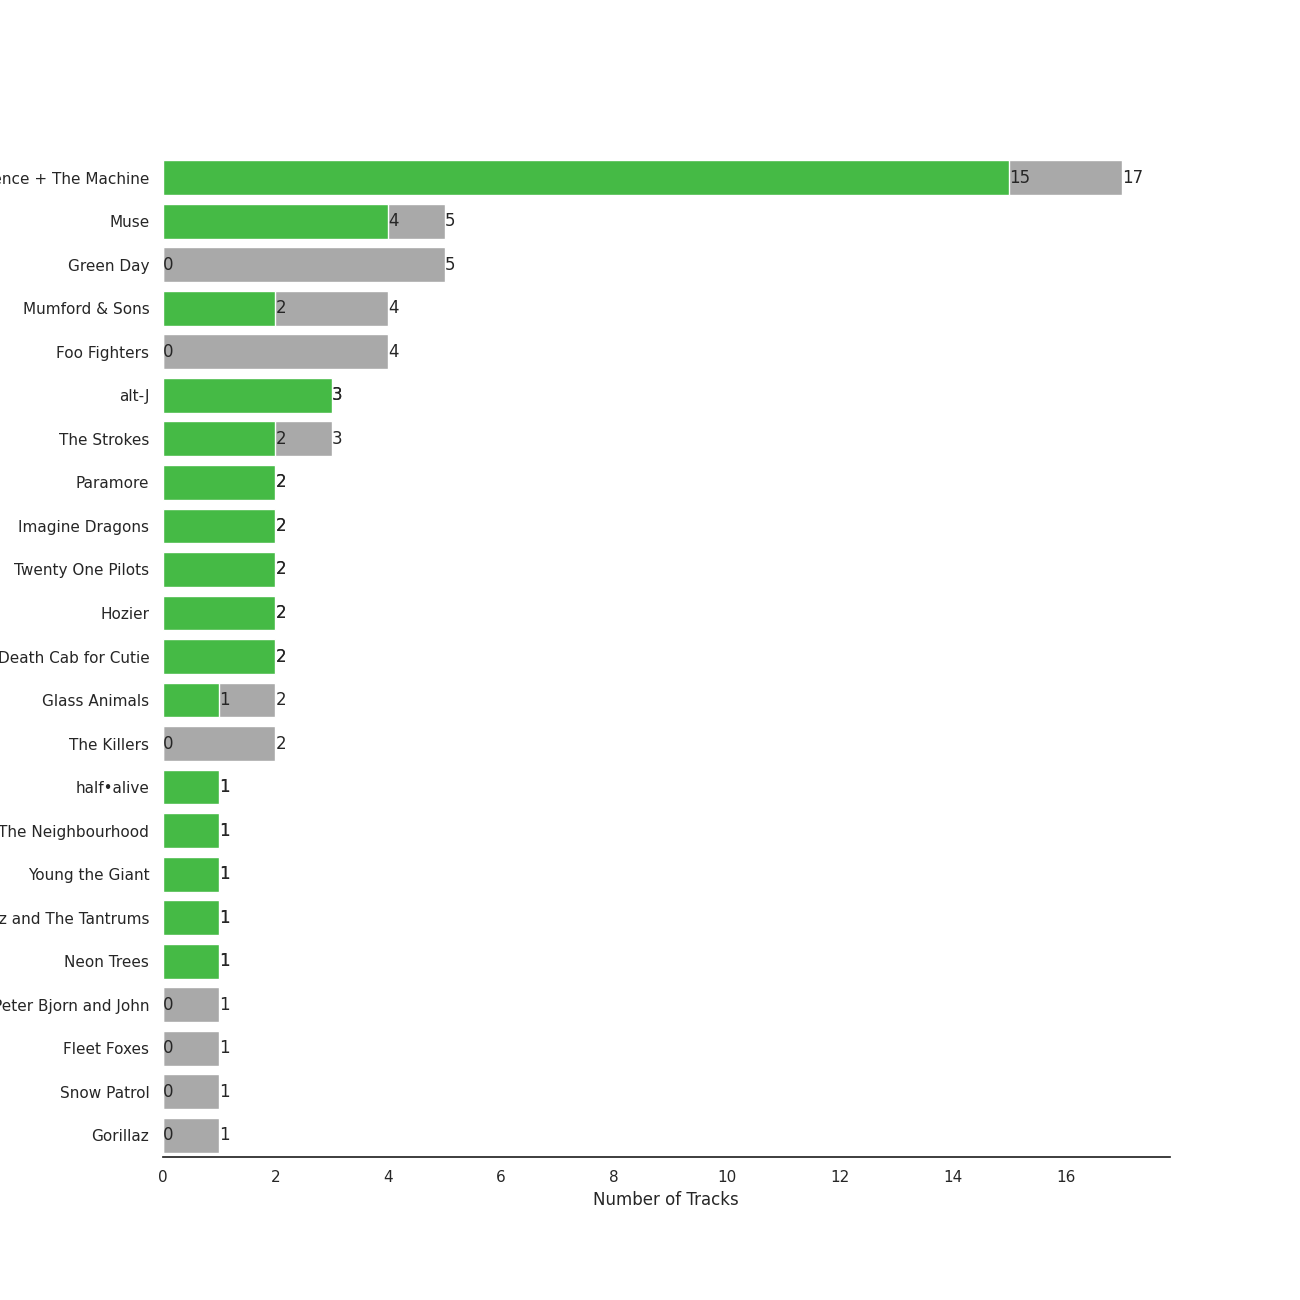 ence + The Machine 15 17
Muse 4 5
Green Day 0 5
Mumford & Sons 2 4
Foo Fighters 0 4
alt-J 3
The Strokes 2 3
Paramore 2
Imagine Dragons 2
Twenty One Pilots 2
Hozier 2
Death Cab for Cutie 2
Glass Animals 1 2
The Killers 0 2
half•alive 1
The Neighbourhood 1
Young the Giant 1
z and The Tantrums 1
Neon Trees 1
Peter Bjorn and John 0 1
Fleet Foxes 0 1
Snow Patrol 0 1
Gorillaz 0 1
0 2 4 6 8 10 12 14 16
Number of Tracks